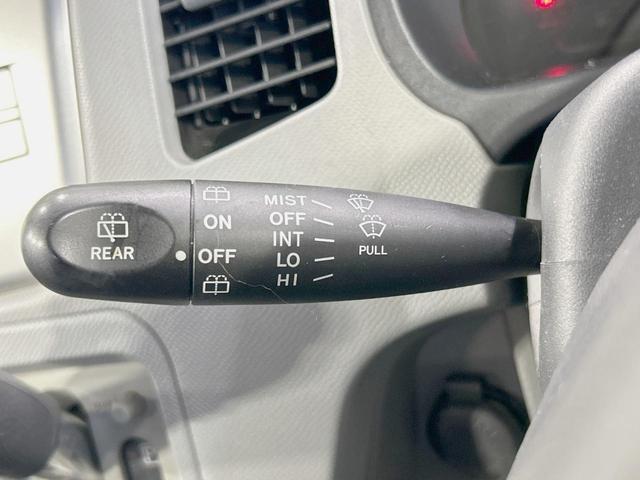 REAR
ON
OFF
MIST
OFF
INT
LO
HI
PULL